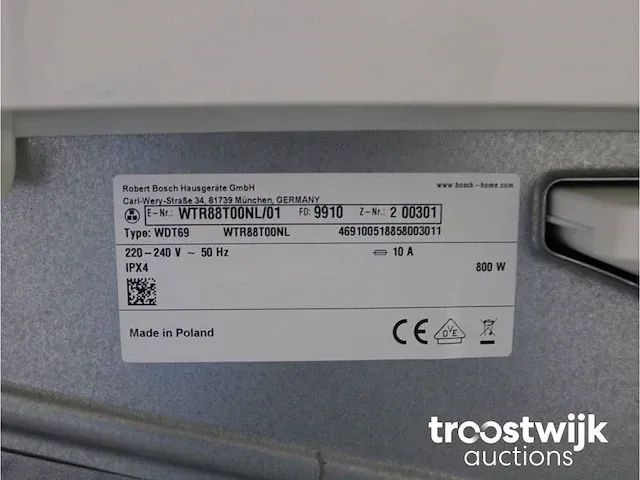 Robert Bosch Hausgeräte GmbH
www.bosch-home.com
Carl-Wery-Straße 34, 81739 München, GERMANY
E-Nr.: WTR88T00NL/01 FD: 9910 Z-Nr.: 2 00301
Type: WDT69 WTR88T00NL 469100518858003011
220-240 V ~ 50 Hz 10 A
IPX4 800 W
Made in Poland
CE DVE
troostwijk
auctions